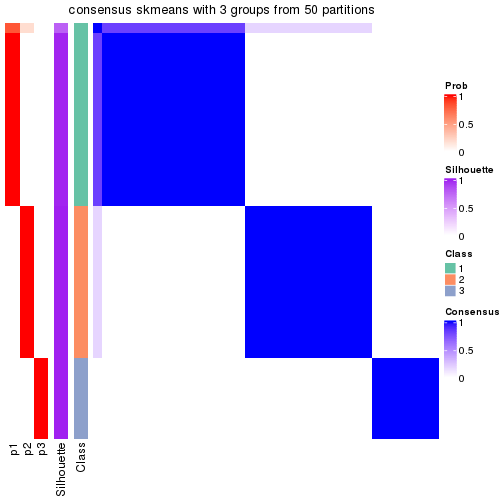 consensus skmeans with 3 groups from 50 partitions
Prob
1
0.5
0
Silhouette
1
0.5
0
Class
1
2
3
Consensus
1
0.5
0
p1
p2
p3
Silhouette
Class